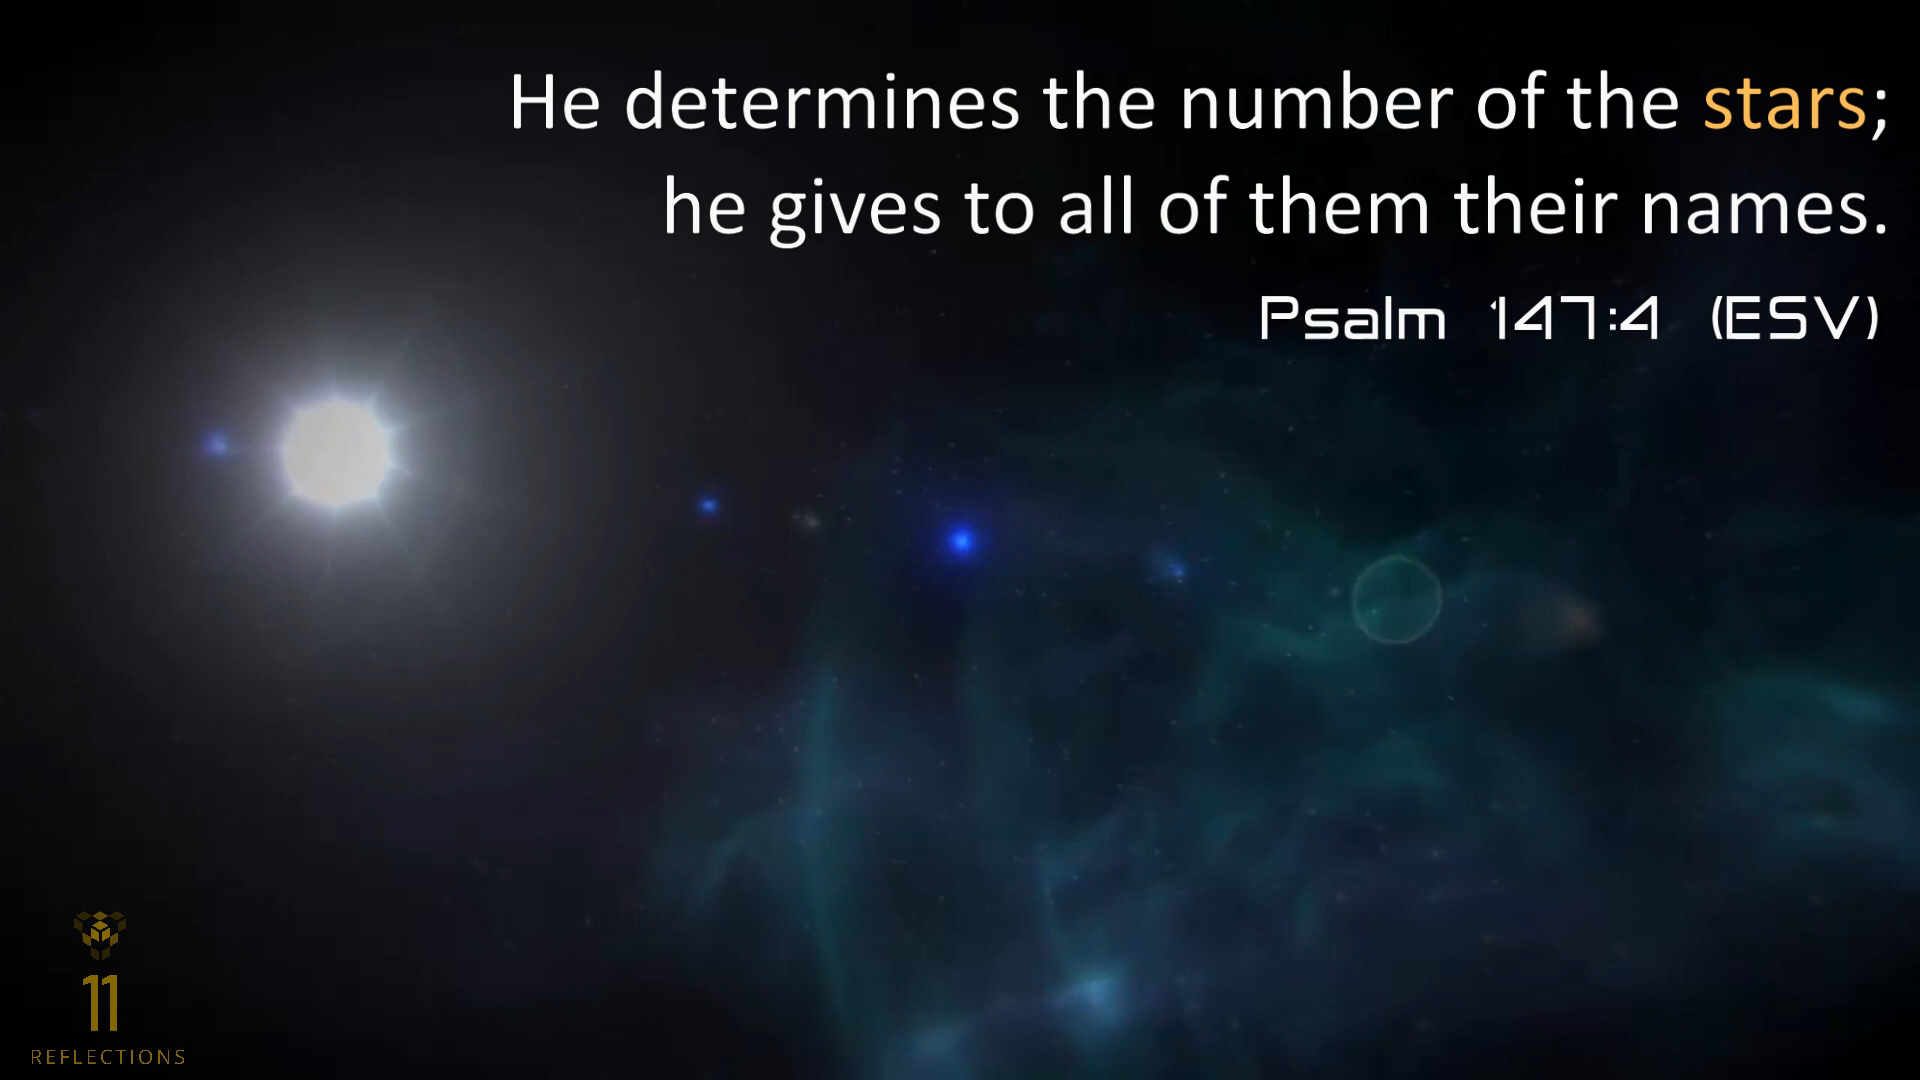 He determines the number of the stars;
he gives to all of them their names.
Psalm 147:4 (ESV)
11
REFLECTIONS